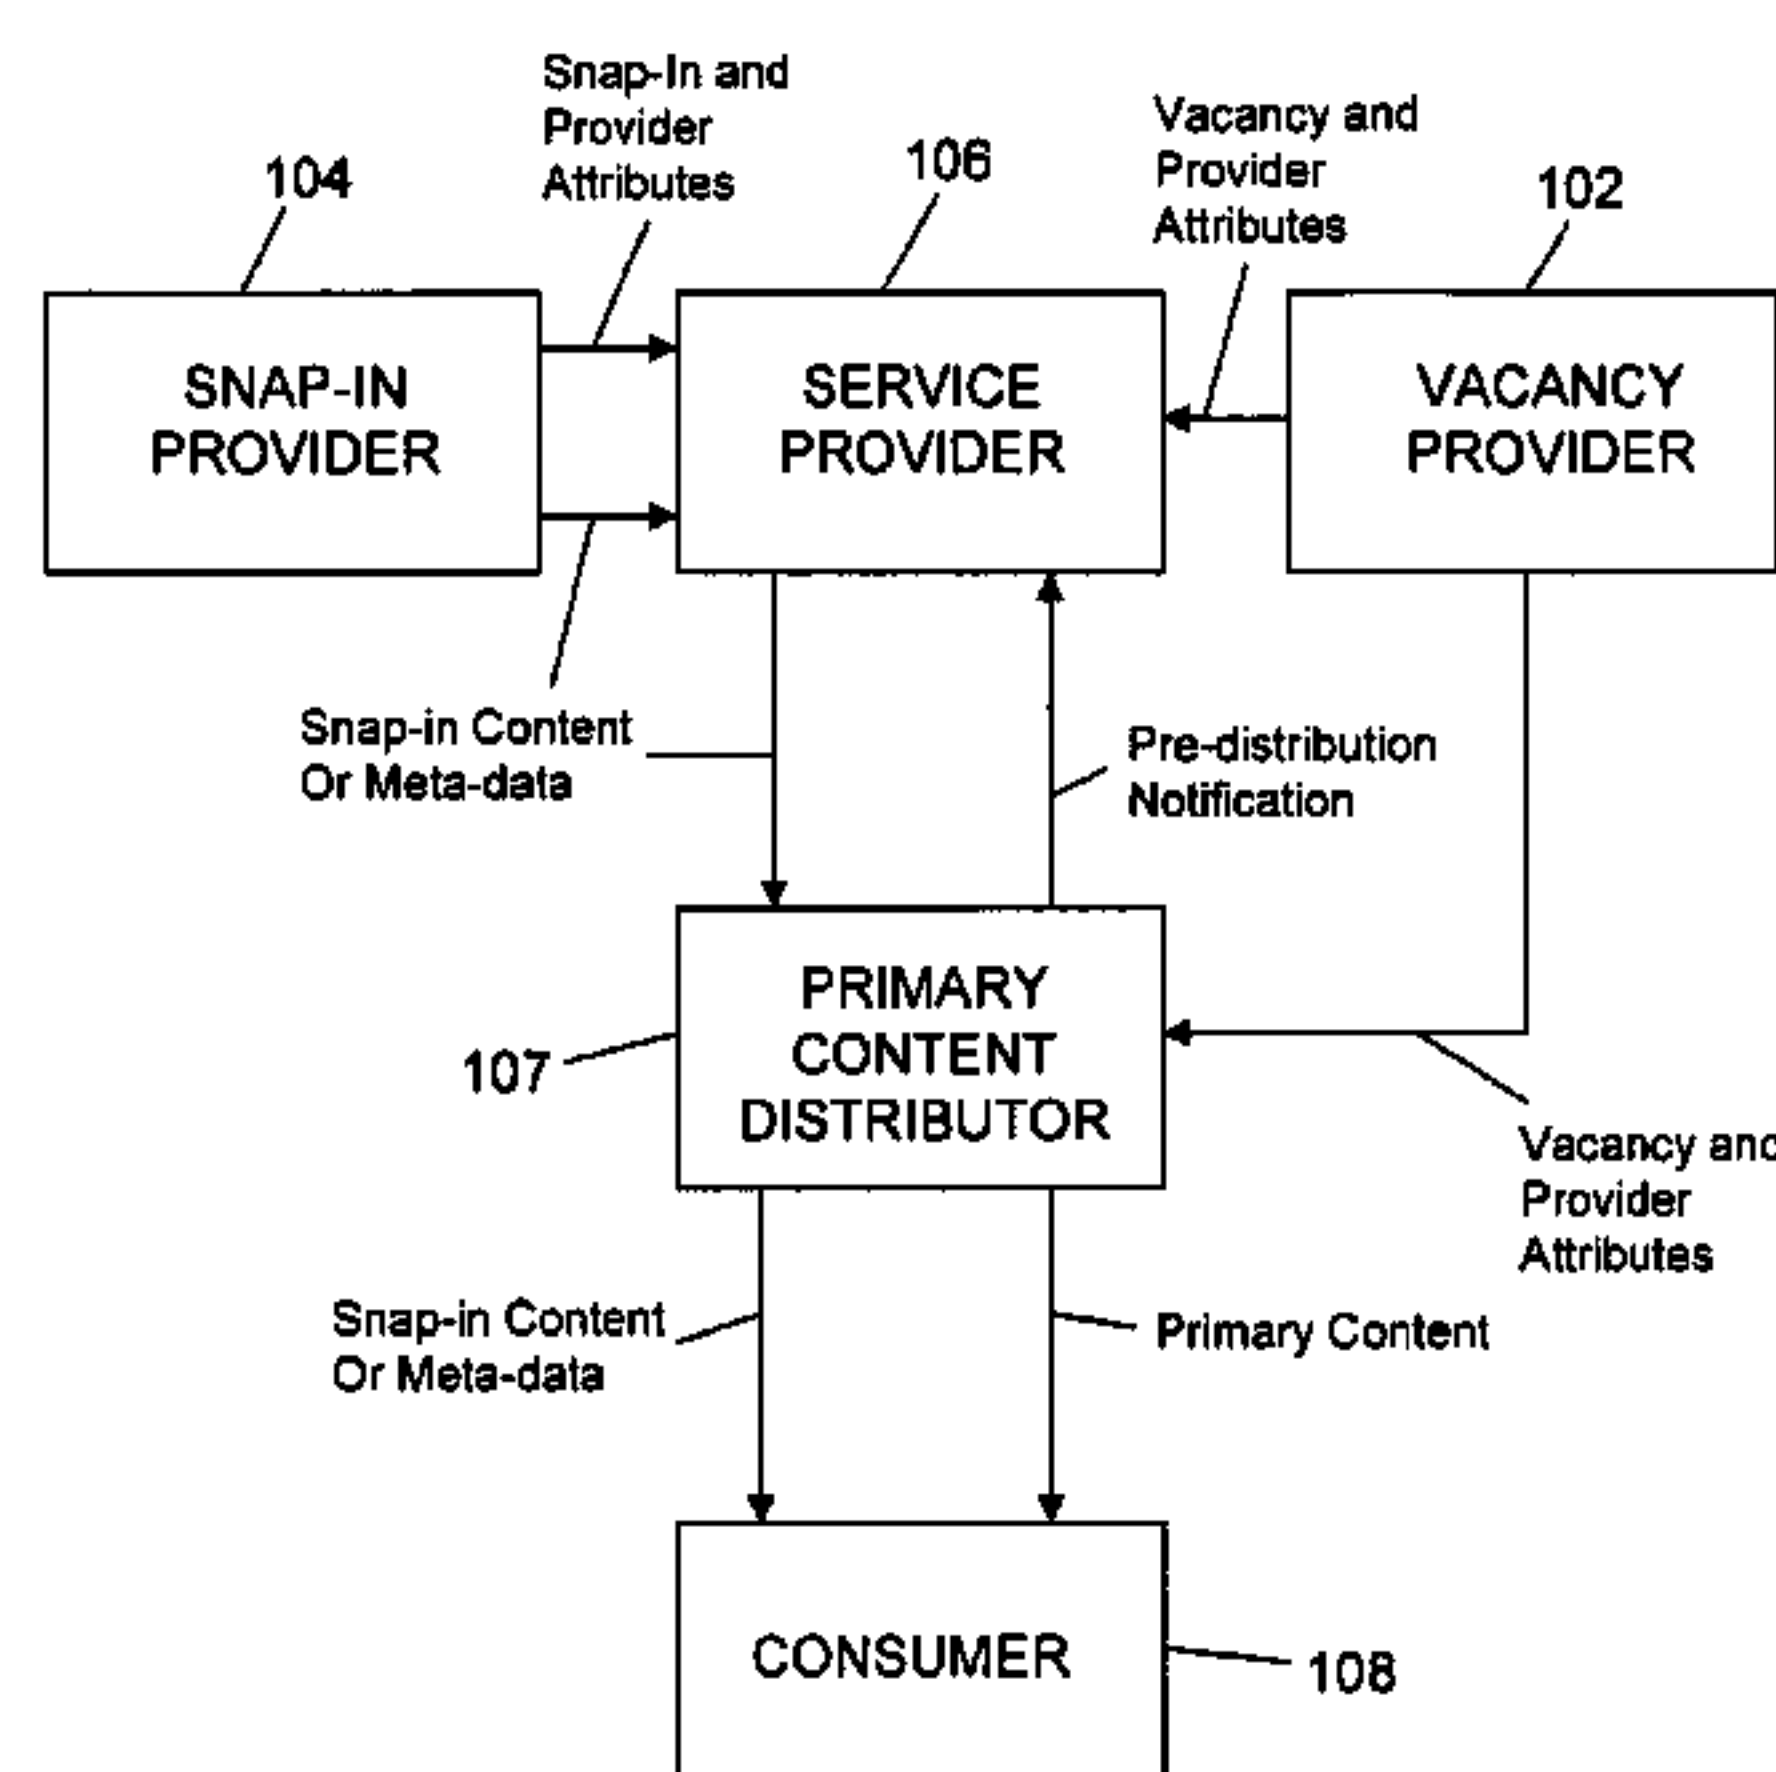 Snap-In and
Provider
Attributes
Vacancy and
Provider
Attributes
104
106
102
SNAP-IN
PROVIDER
SERVICE
PROVIDER
VACANCY
PROVIDER
Snap-in Content
Or Meta-data
Pre-distribution
Notification
PRIMARY
CONTENT
DISTRIBUTOR
107
Vacancy and
Provider
Attributes
Snap-in Content
Or Meta-data
Primary Content
CONSUMER
108